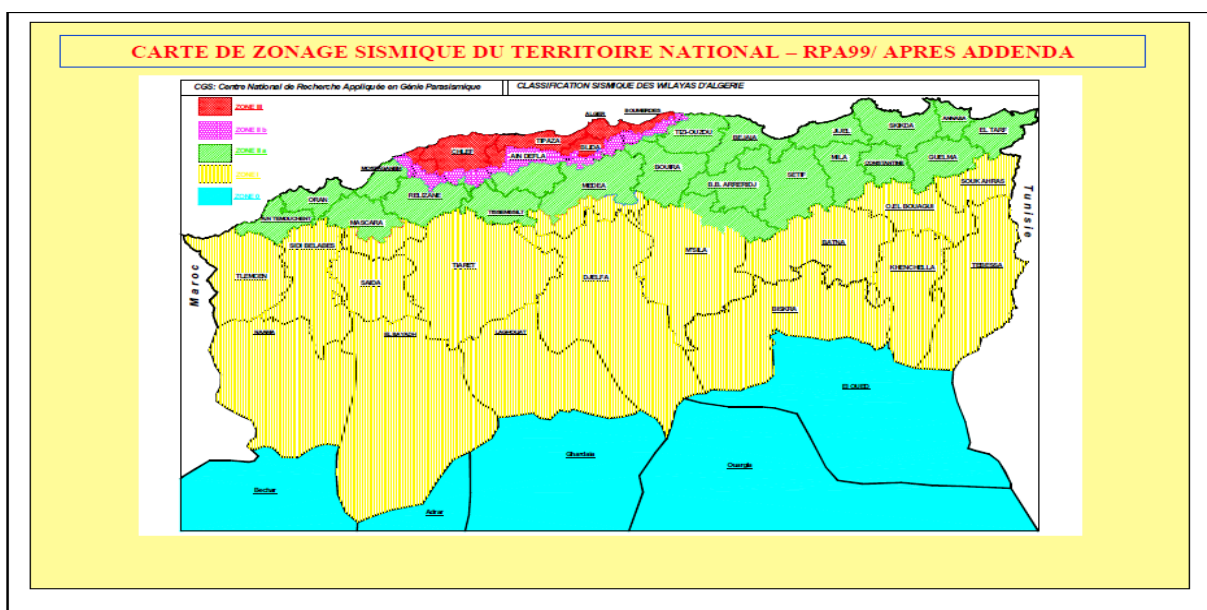 CARTE DE ZONAGE SISMIQUE DU TERRITOIRE NATIONAL – RPA99/ APRES ADDENDA
CGS: Centre National de Recherche Appliquée en Génie Parasismique
CLASSIFICATION SISMIQUE DES WILAYAS D'ALGERIE
ZONE III
ZONE II b
ZONE II a
ZONE I
ALGER
BOUMERDES
TIPAZA
BLIDA
CHLEF
AIN DEFLA
TIZI-OUZOU
BEJAIA
JIJEL
SKIKDA
ANNABA
EL TARF
MOSTAGANEM
RELIZANE
MEDEA
BOUIRA
B.B. ARRERIDJ
SETIF
MILA
CONSTANTINE
GUELMA
SOUK AHRAS
ORAN
AIN TEMOUCHENT
MASCARA
TISSEMSILT
O.EL BOUAGUI
Tunisie
Maroc
TLEMCEN
SIDI BELABES
SAIDA
TIARET
DJELFA
M'SILA
BATNA
KHENCHELLA
TEBESSA
NAAMA
EL BAYADH
LAGHOUAT
BISKRA
El OUED
Bechar
Adrar
Ghardaia
Ouargla